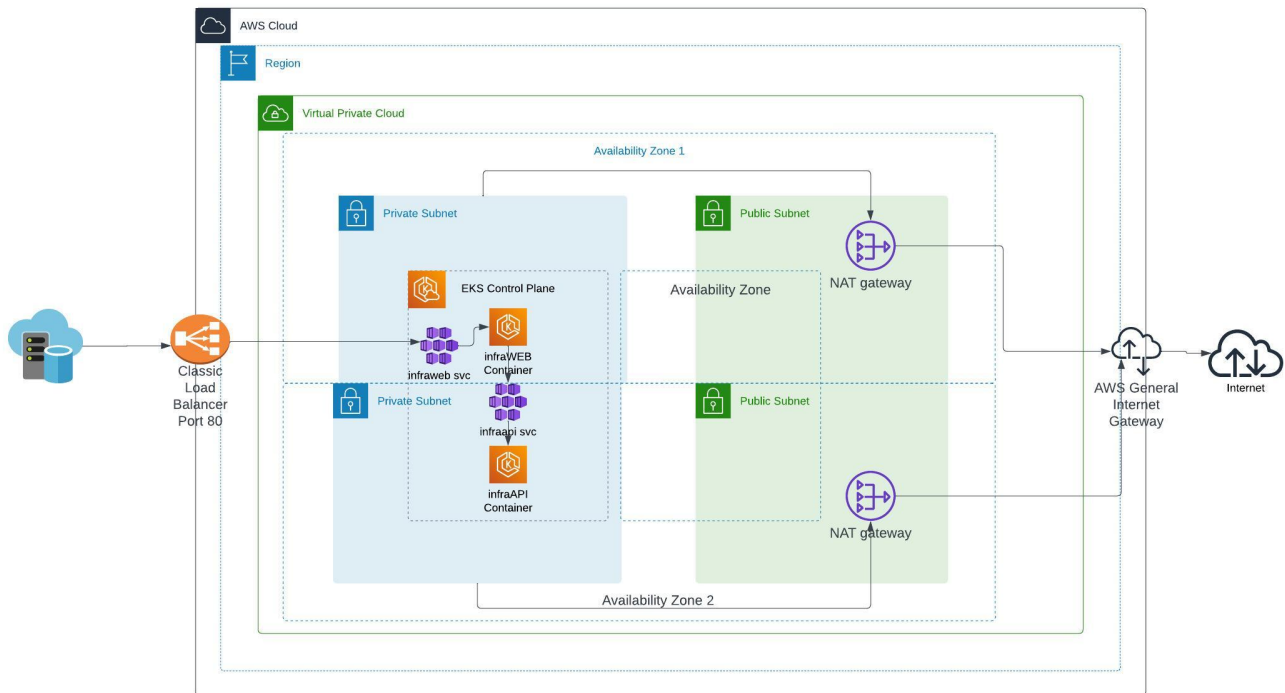 AWS Cloud
Region
Virtual Private Cloud
Availability Zone 1
Private Subnet
Public Subnet
NAT gateway
EKS Control Plane
Availability Zone
infraWEB
Container
infraweb svc
Classic
Load
Balancer
Port 80
AWS General
Internet
Gateway
Internet
Private Subnet
Public Subnet
infraapi svc
infraAPI
Container
NAT gateway
Availability Zone 2